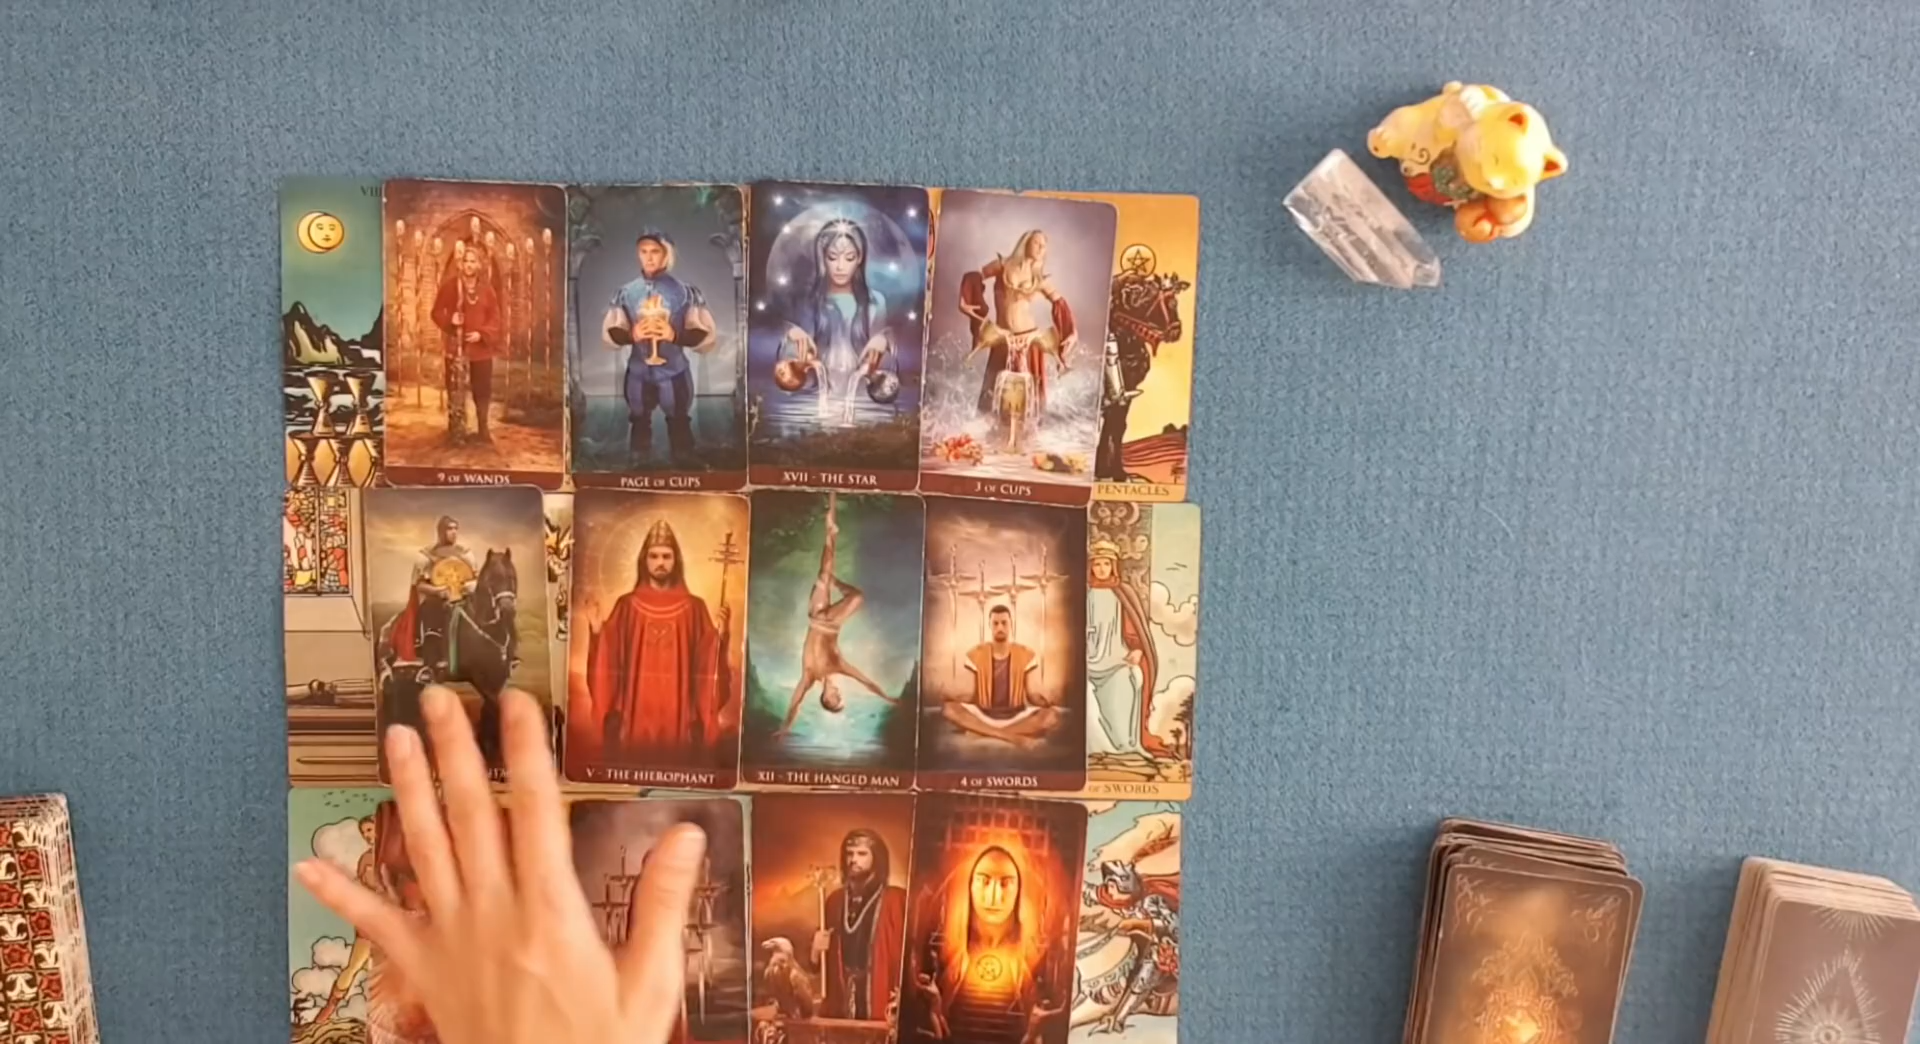 VIII
9 OF WANDS
PAGE OF CUPS
XVII - THE STAR
3 OF CUPS
PENTACLES
V - THE HIEROPHANT
XII - THE HANGED MAN
4 OF SWORDS
OF SWORDS